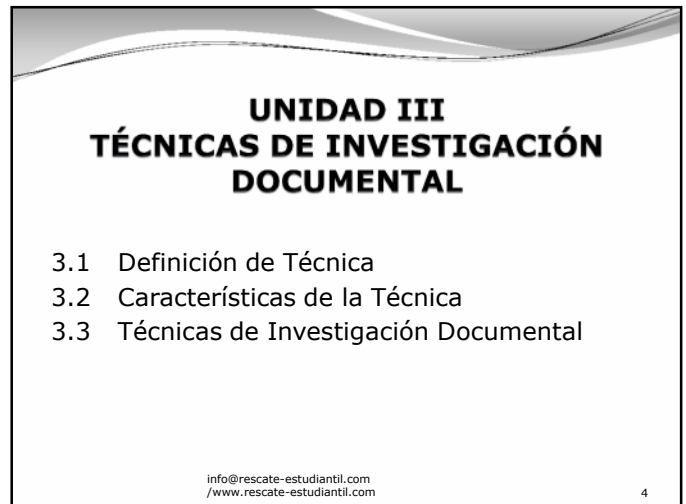 UNIDAD III
TÉCNICAS DE INVESTIGACIÓN
DOCUMENTAL
3.1 Definición de Técnica
3.2 Características de la Técnica
3.3 Técnicas de Investigación Documental
info@rescate-estudiantil.com
/www.rescate-estudiantil.com
4